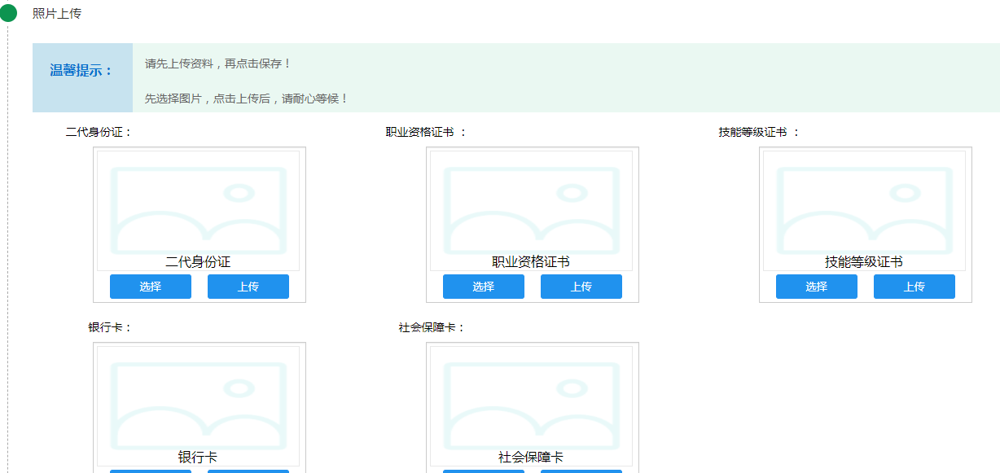 照片上传
温馨提示：
请先上传资料，再点击保存！
先选择图片，点击上传后，请耐心等候！
二代身份证： 职业资格证书 ： 技能等级证书 ：
二代身份证 职业资格证书 技能等级证书
选择 上传 选择 上传 选择 上传
银行卡： 社会保障卡：
银行卡 社会保障卡